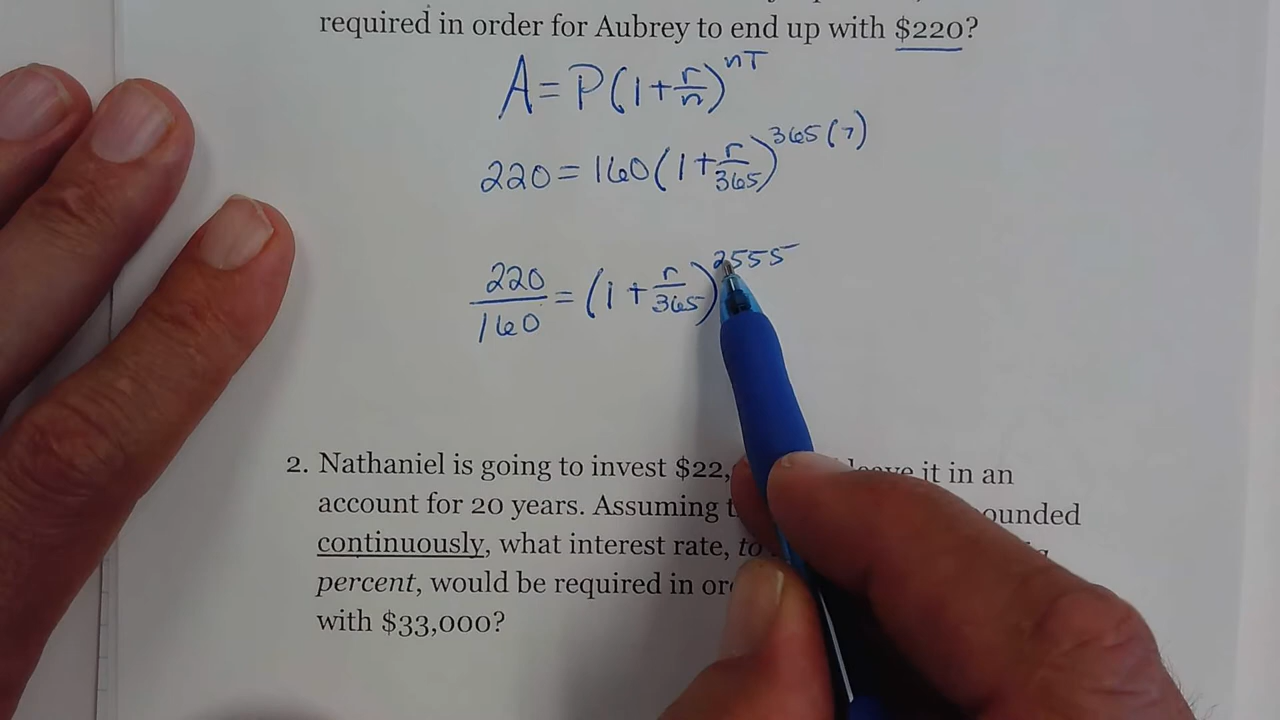 required in order for Aubrey to end up with $220?
A = P(1 + r/n)^nT
220 = 160(1 + r/365)^365(7)
220/160 = (1 + r/365)^2555
2. Nathaniel is going to invest $22, leave it in an
account for 20 years. Assuming ounded
continuously, what interest rate, to
percent, would be required in
with $33,000?